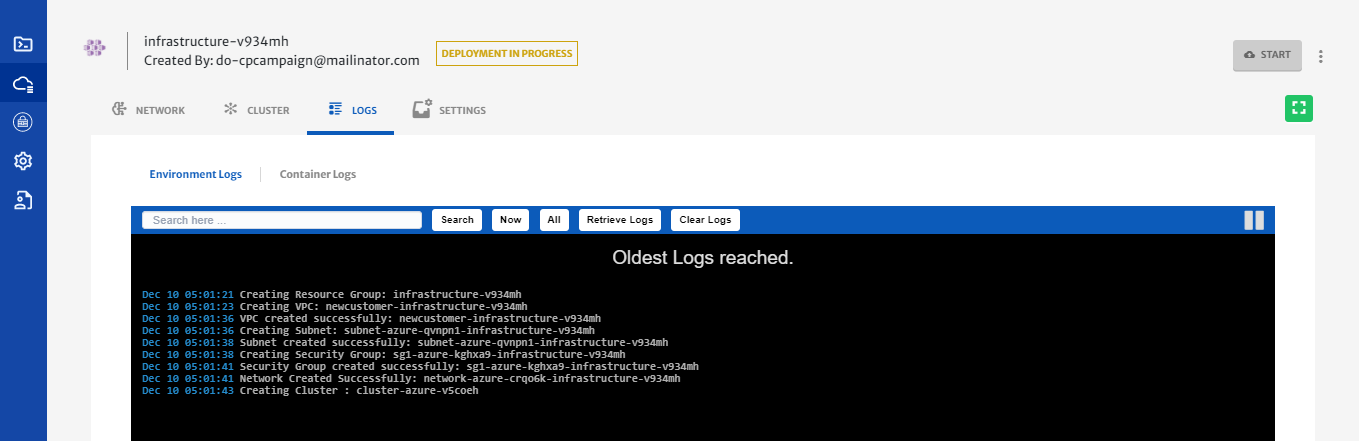 infrastructure-v934mh
Created By: do-cpcampaign@mailinator.com
DEPLOYMENT IN PROGRESS
START
NETWORK
CLUSTER
LOGS
SETTINGS
Environment Logs
Container Logs
Search here ...
Search
Now
All
Retrieve Logs
Clear Logs
Oldest Logs reached.
Dec 10 05:01:21 Creating Resource Group: infrastructure-v934mh
Dec 10 05:01:23 Creating VPC: newcustomer-infrastructure-v934mh
Dec 10 05:01:36 VPC created successfully: newcustomer-infrastructure-v934mh
Dec 10 05:01:36 Creating Subnet: subnet-azure-qvnpn1-infrastructure-v934mh
Dec 10 05:01:38 Subnet created successfully: subnet-azure-qvnpn1-infrastructure-v934mh
Dec 10 05:01:38 Creating Security Group: sg1-azure-kghxa9-infrastructure-v934mh
Dec 10 05:01:41 Security Group created successfully: sg1-azure-kghxa9-infrastructure-v934mh
Dec 10 05:01:41 Network Created Successfully: network-azure-crqo6k-infrastructure-v934mh
Dec 10 05:01:43 Creating Cluster : cluster-azure-v5coeh